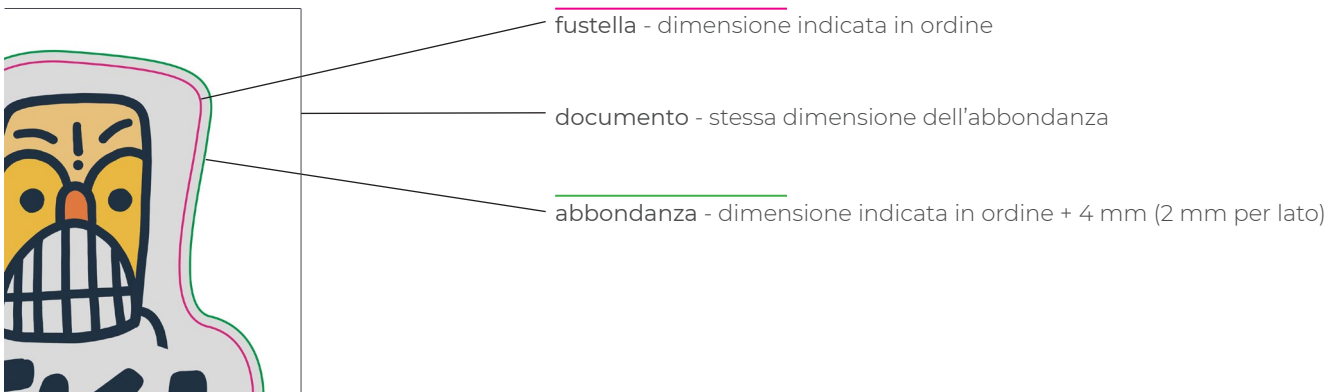 fustella - dimensione indicata in ordine
documento - stessa dimensione dell'abbondanza
abbondanza - dimensione indicata in ordine + 4 mm (2 mm per lato)